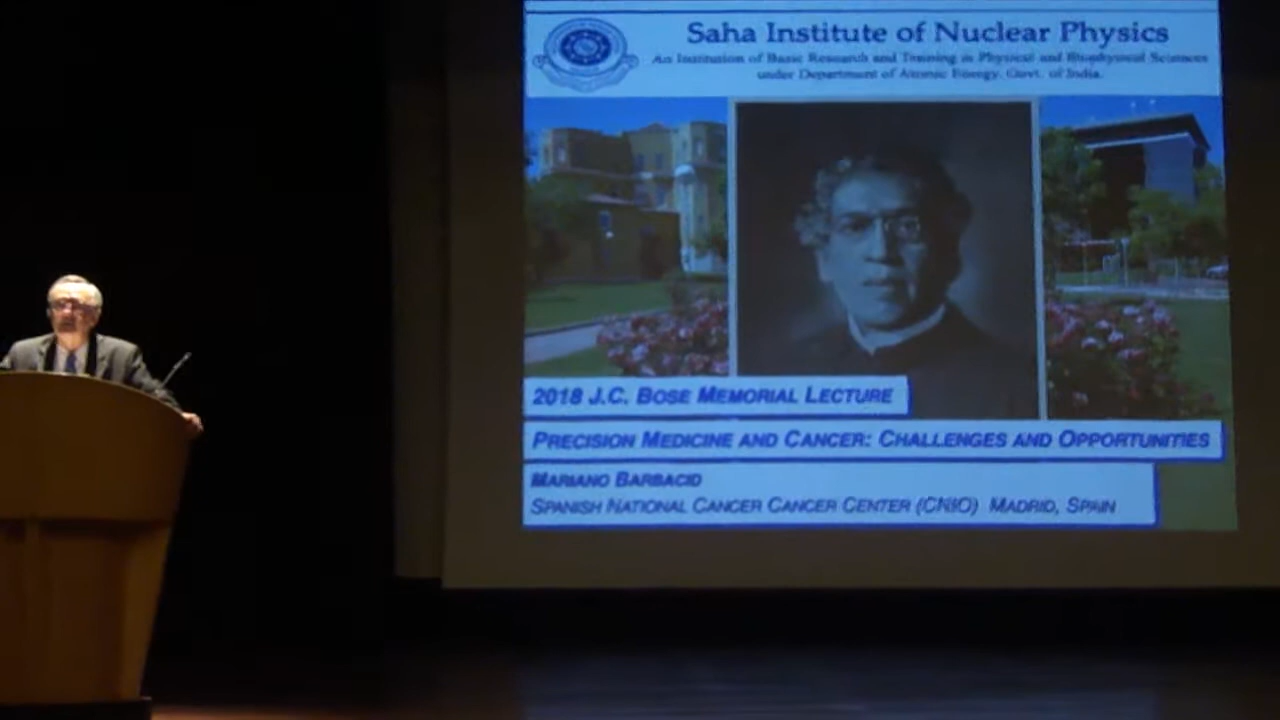 Saha Institute of Nuclear Physics
An Institution of Basic Research and Training in Physical and Biophysical Sciences
under Department of Atomic Energy, Govt. of India.
2018 J.C. BOSE MEMORIAL LECTURE
PRECISION MEDICINE AND CANCER: CHALLENGES AND OPPORTUNITIES
MARIANO BARBACID
SPANISH NATIONAL CANCER CANCER CENTER (CNIO) MADRID, SPAIN